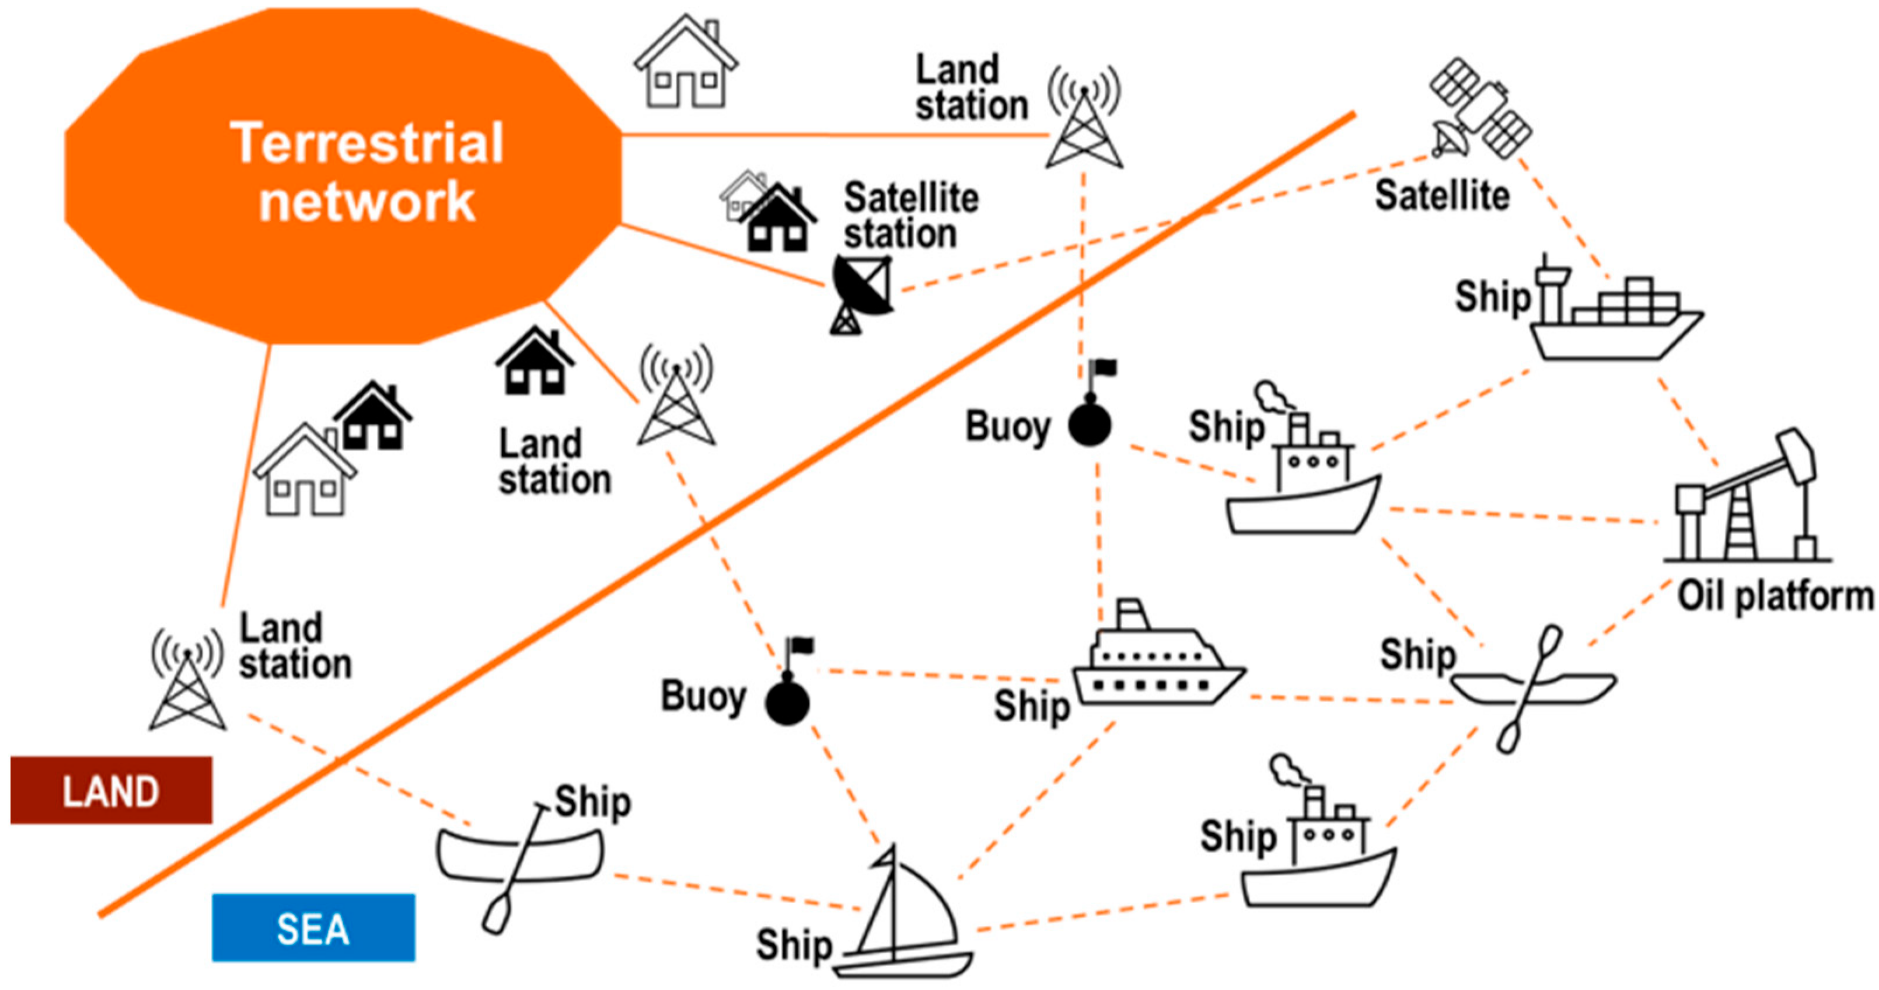 Terrestrial
network
Land
station
Satellite
station
Satellite
Ship
Land
station
Buoy
Ship
Oil platform
Land
station
Buoy
Ship
Ship
LAND
Ship
Ship
SEA
Ship